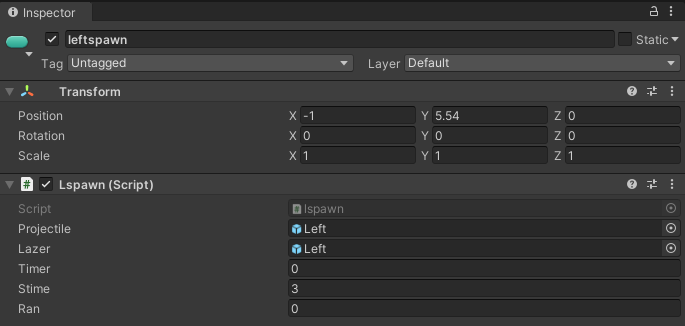 Inspector
leftspawn Static
Tag Untagged Layer Default
Transform
Position X -1 Y 5.54 Z 0
Rotation X 0 Y 0 Z 0
Scale X 1 Y 1 Z 1
# Lspawn (Script)
Script # lspawn
Projectile Left
Lazer Left
Timer 0
Stime 3
Ran 0